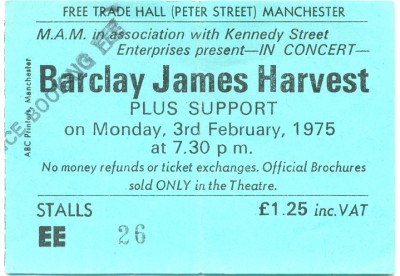 FREE TRADE HALL (PETER STREET) MANCHESTER
M.A.M. in association with Kennedy Street
Enterprises present—IN CONCERT—
Barclay James Harvest
PLUS SUPPORT
on Monday, 3rd February, 1975
at 7.30 p.m.
No money refunds or ticket exchanges. Official Brochures
sold ONLY in the Theatre.
STALLS £1.25 inc.VAT
EE 26
ABC Printers, Manchester
BOOKING